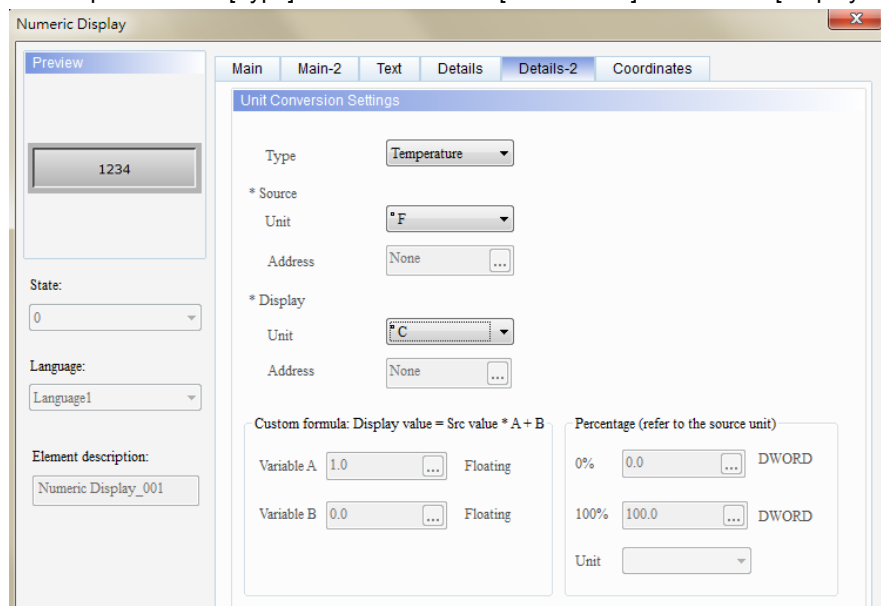 Numeric Display
Preview
1234
State:
0
Language:
Language1
Element description:
Numeric Display_001
Main Main-2 Text Details Details-2 Coordinates
Unit Conversion Settings
Type Temperature
* Source
Unit ° F
Address None ...
* Display
Unit ° C
Address None ...
Custom formula: Display value = Src value * A + B
Variable A 1.0 ... Floating
Variable B 0.0 ... Floating
Percentage (refer to the source unit)
0% 0.0 ... DWORD
100% 100.0 ... DWORD
Unit